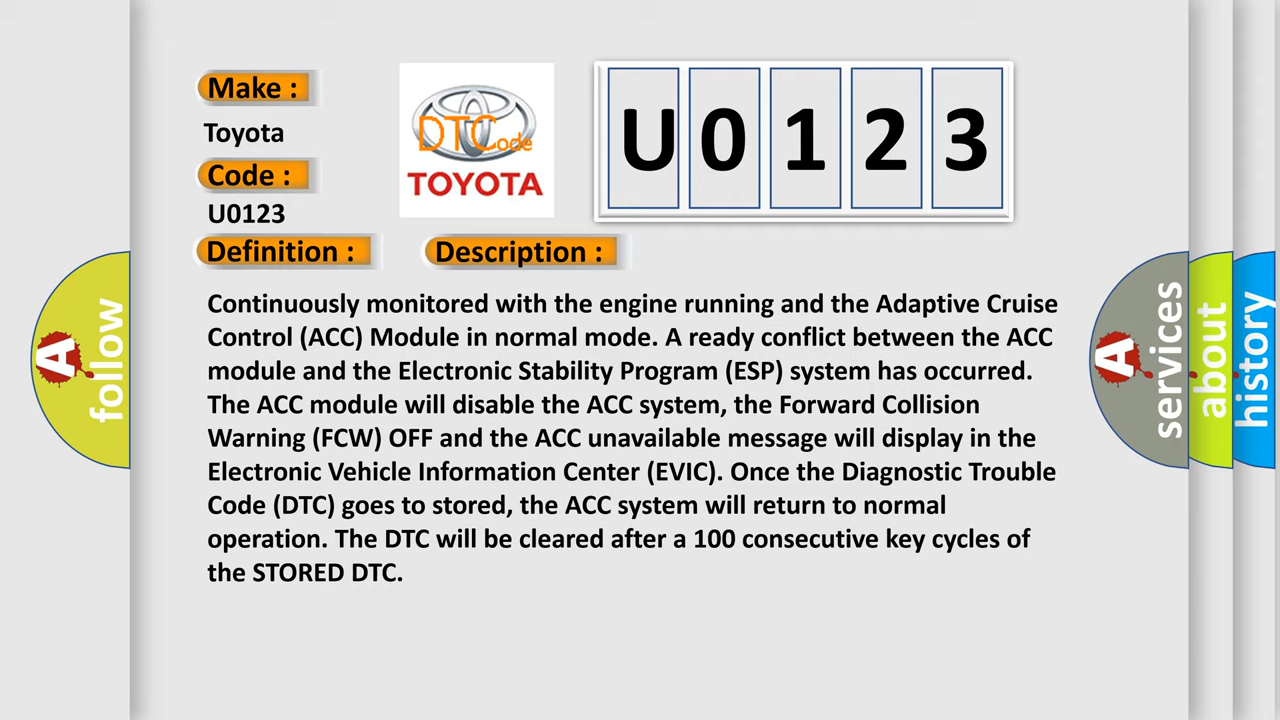 Make :
Toyota
Code :
U0123
Definition :
Description :
DTCode
TOYOTA
U0123
Continuously monitored with the engine running and the Adaptive Cruise
Control (ACC) Module in normal mode. A ready conflict between the ACC
module and the Electronic Stability Program (ESP) system has occurred.
The ACC module will disable the ACC system, the Forward Collision
Warning (FCW) OFF and the ACC unavailable message will display in the
Electronic Vehicle Information Center (EVIC). Once the Diagnostic Trouble
Code (DTC) goes to stored, the ACC system will return to normal
operation. The DTC will be cleared after a 100 consecutive key cycles of
the STORED DTC.
A follow
A services
about
history